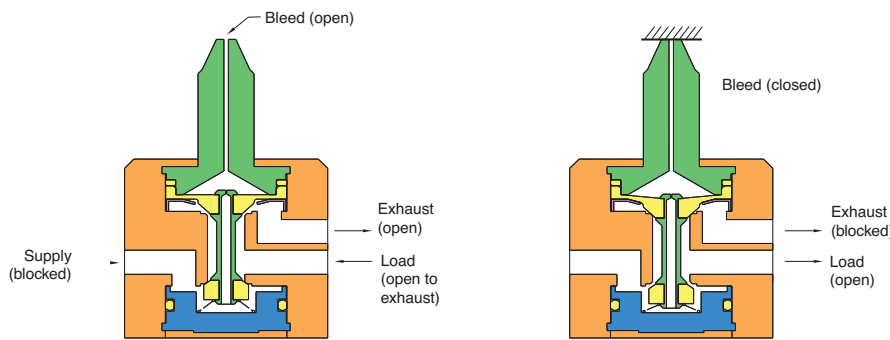 Bleed (open)
Exhaust
(open)
Supply
(blocked)
Load
(open to
exhaust)
Bleed (closed)
Exhaust
(blocked)
Load
(open)